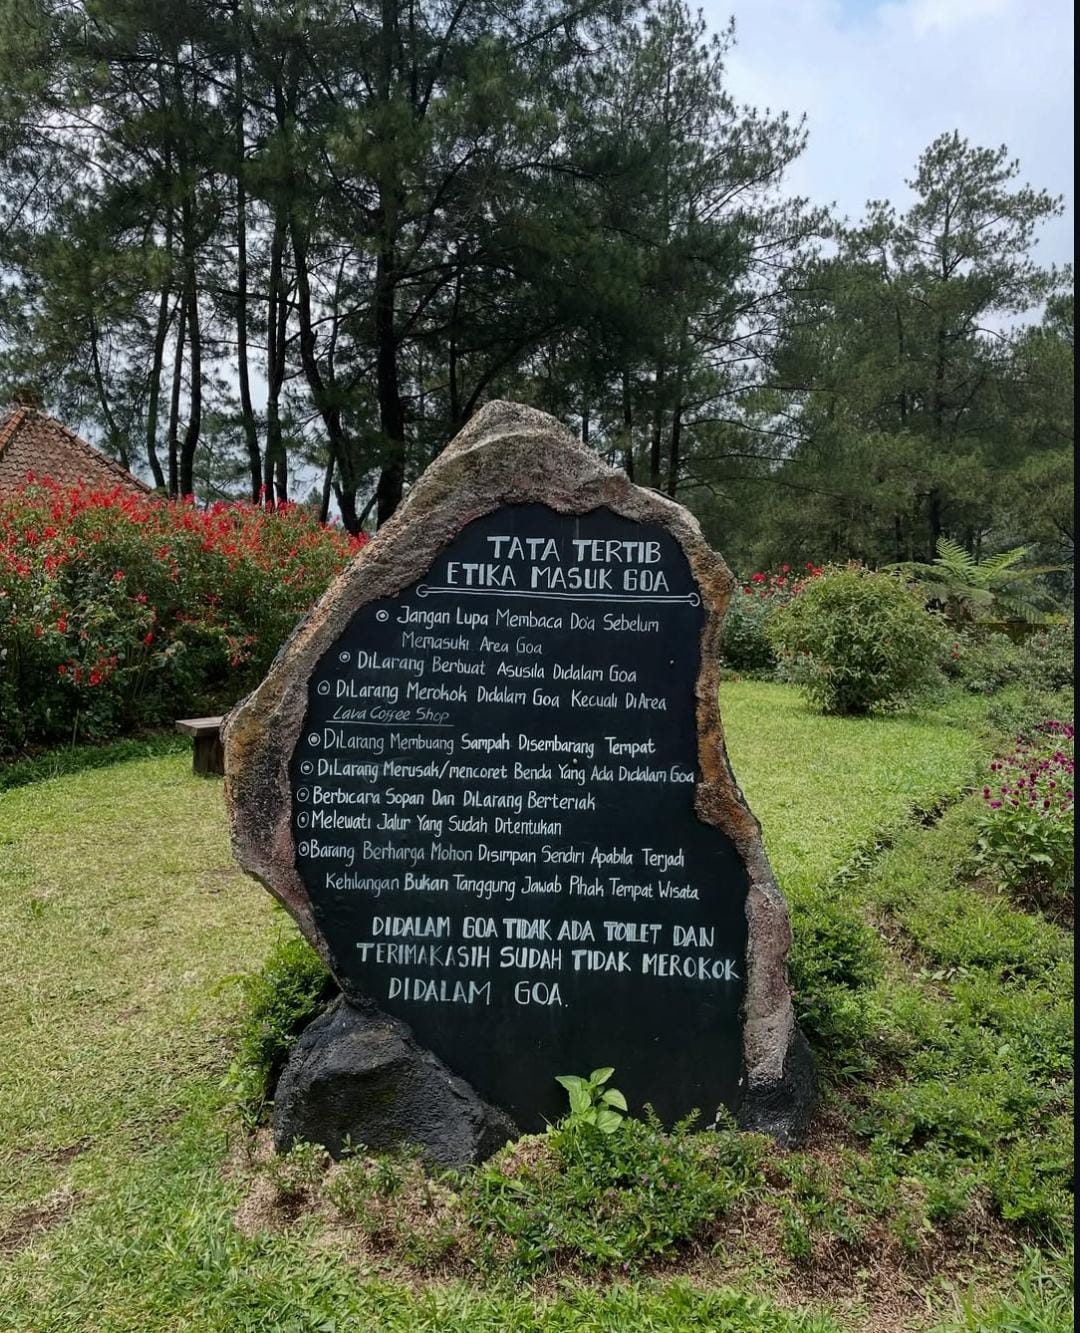 TATA TERTIB
ETIKA MASUK GOA
Jangan Lupa Membaca Do'a Sebelum
Memasuki Area Goa
DiLarang Berbuat Asusila Didalam Goa
DiLarang Merokok Didalam Goa Kecuali DiArea
Lava Coffee Shop
DiLarang Membuang Sampah Disembarang Tempat
DiLarang Merusak/mencoret Benda Yang Ada Didalam Goa
Berbicara Sopan Dan DiLarang Berteriak
Melewati Jalur Yang Sudah Ditentukan
Barang Berharga Mohon Disimpan Sendiri Apabila Terjadi
Kehilangan Bukan Tanggung Jawab Pihak Tempat Wisata
DIDALAM GOA TIDAK ADA TOILET DAN
TERIMAKASIH SUDAH TIDAK MEROKOK
DIDALAM GOA.